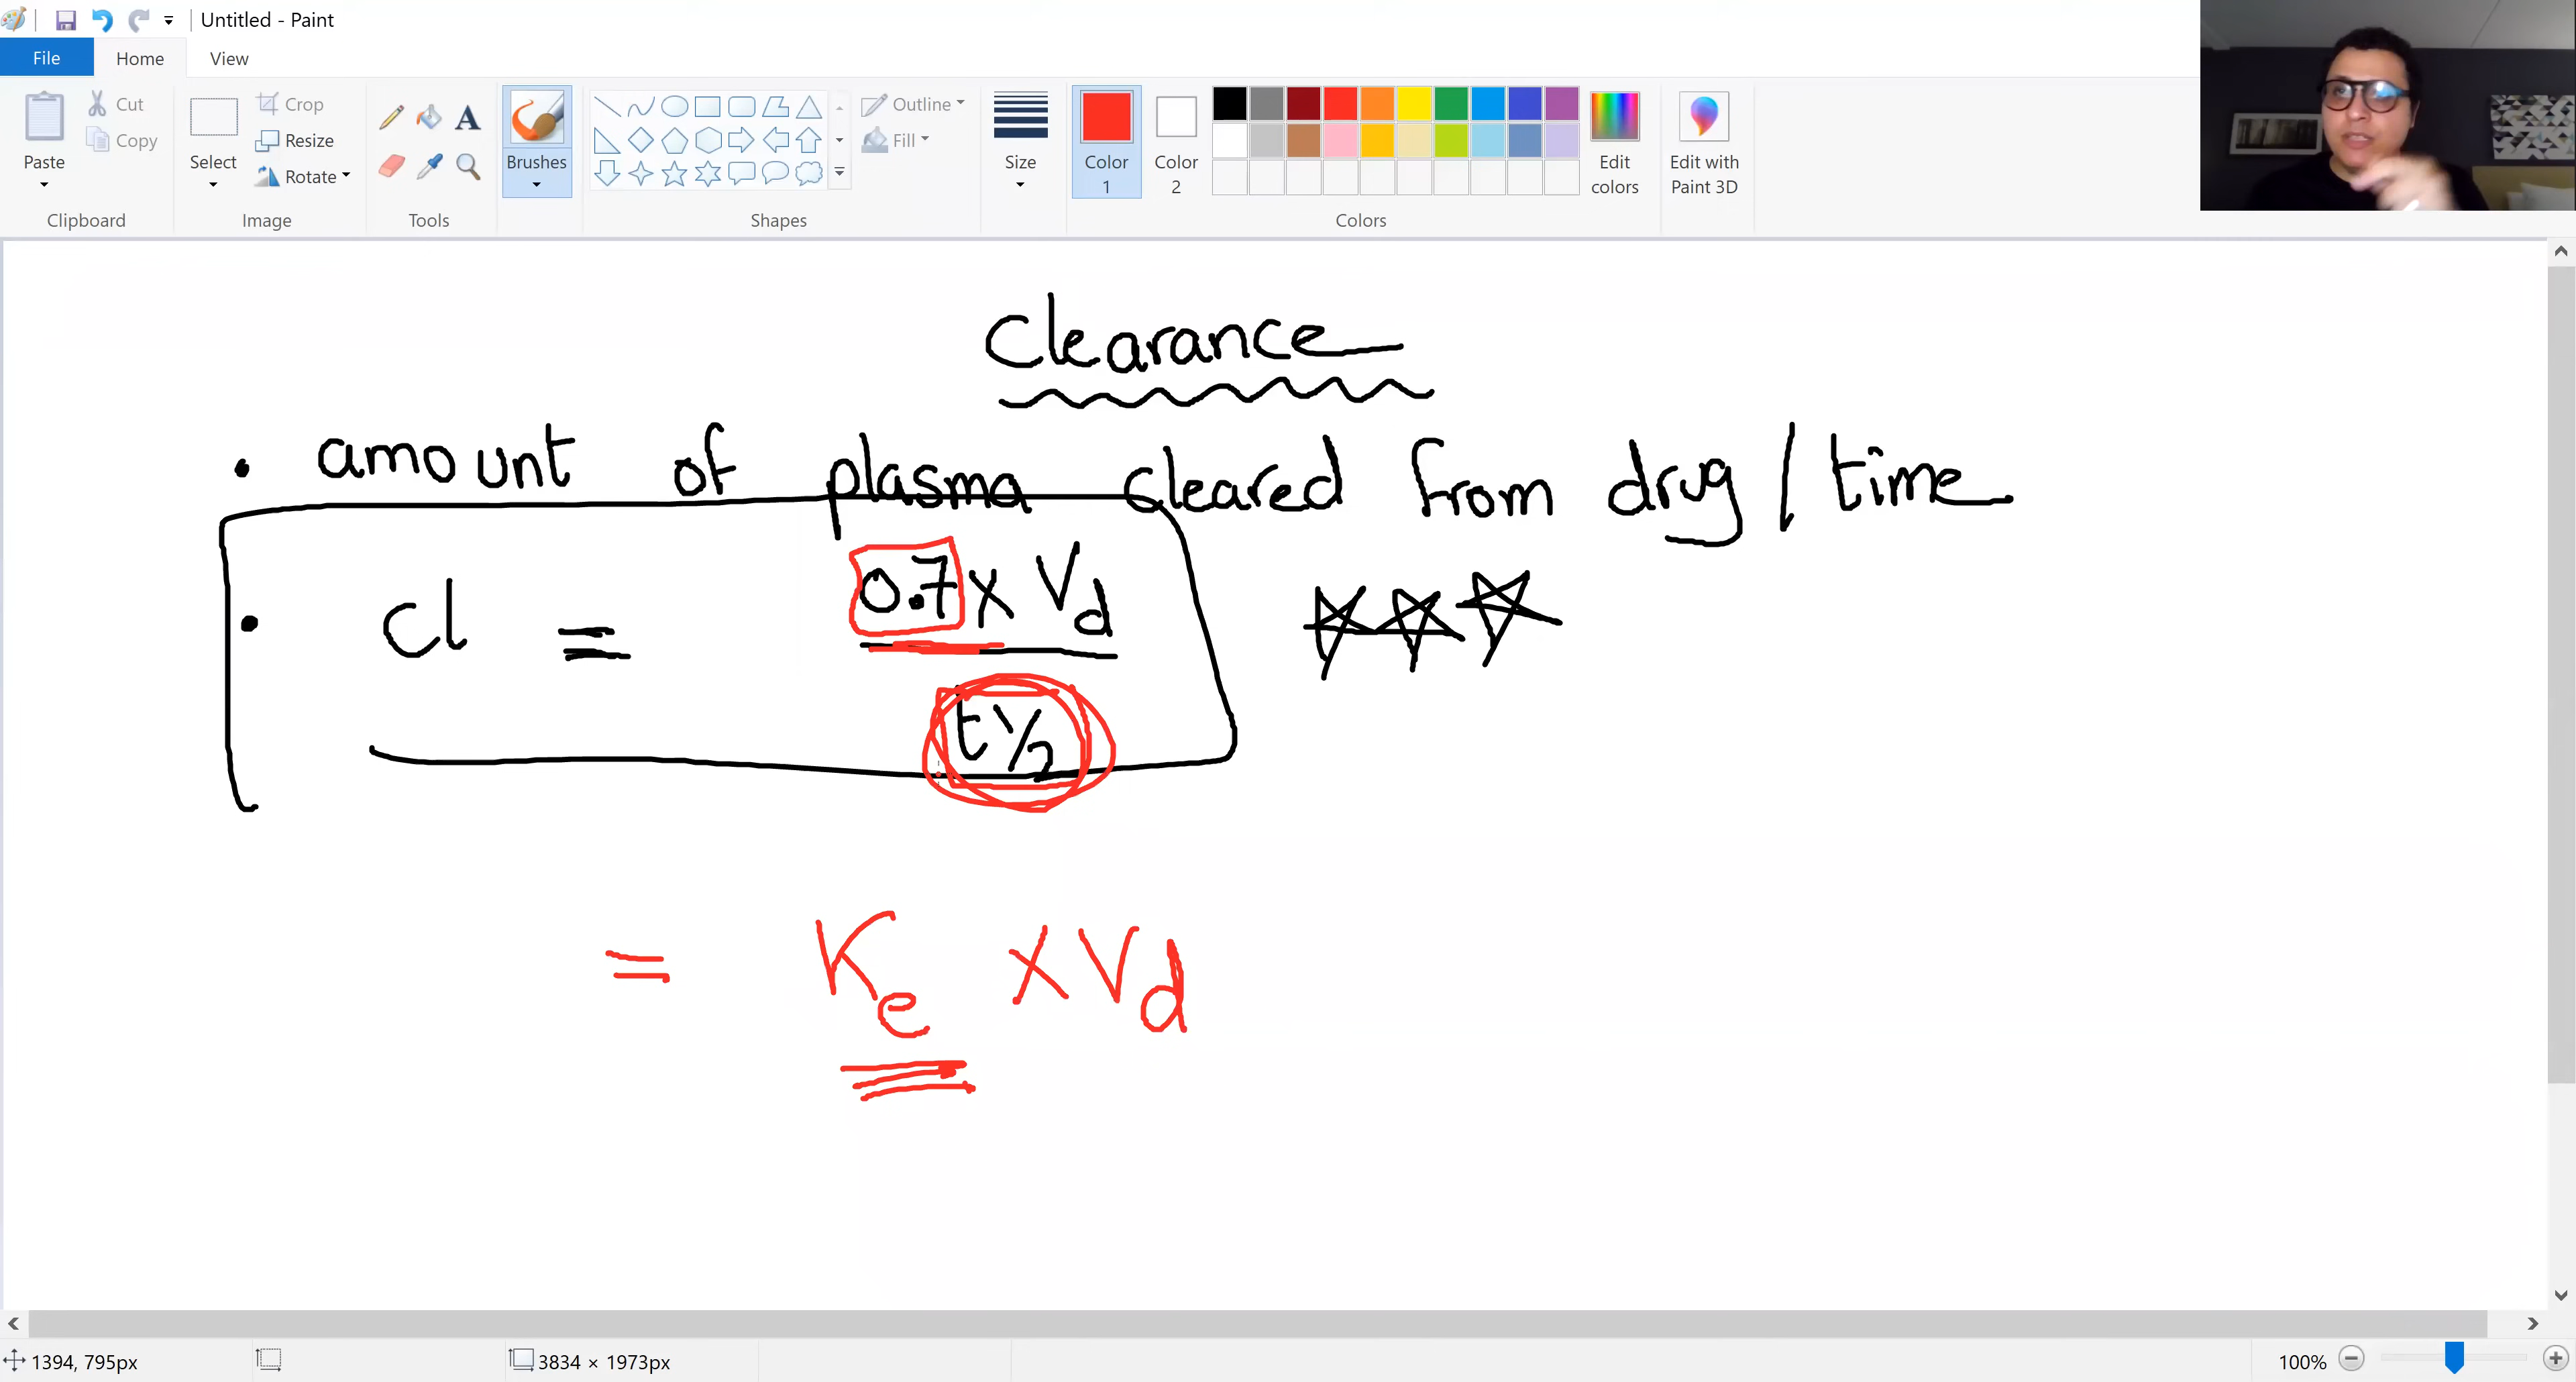 Untitled - Paint
File Home View
Paste Cut Copy Select Crop Resize Rotate Brushes Outline Fill Size Color 1 Color 2 Edit colors Edit with Paint 3D
Clipboard Image Tools Shapes Colors
Clearance
• amount of plasma cleared from drug / time
• Cl = 0.7 x Vd
t 1/2
= Ke x Vd
1394, 795px 3834 × 1973px 100%